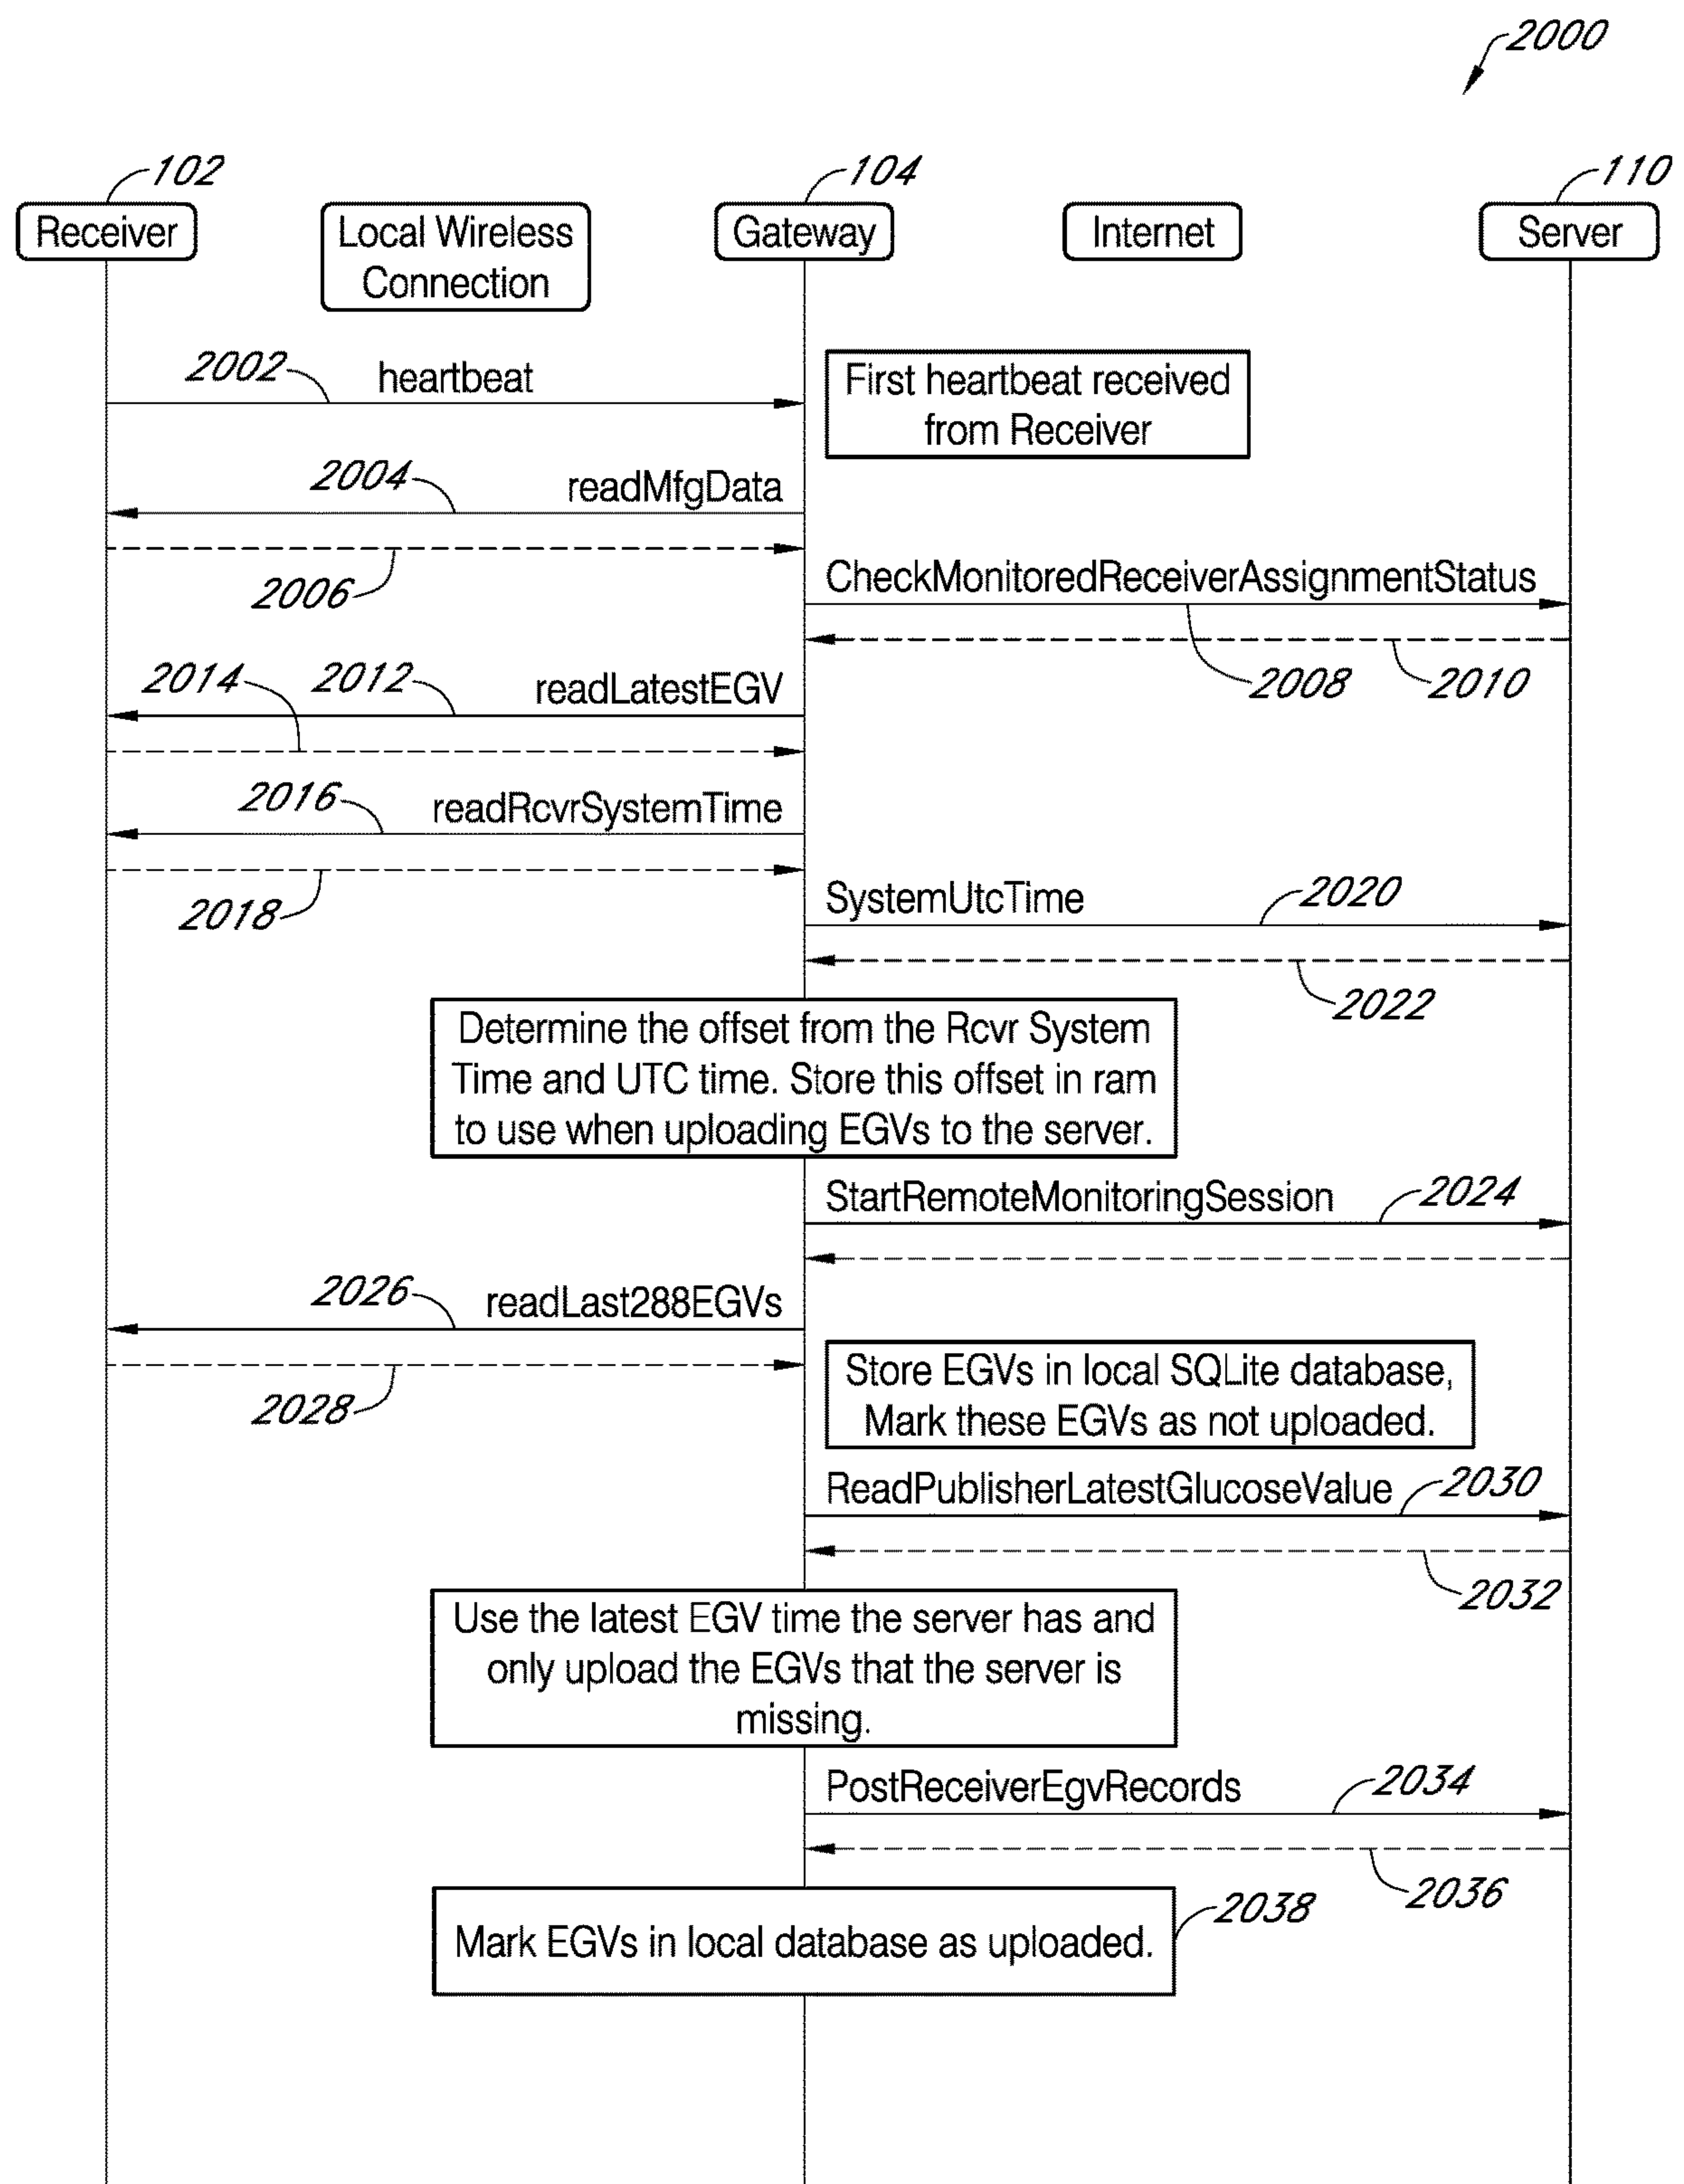 2000
102
104
110
Receiver
Local Wireless
Connection
Gateway
Internet
Server
2002
heartbeat
First heartbeat received
from Receiver
2004
readMfgData
2006
CheckMonitoredReceiverAssignmentStatus
2008
2010
2014
2012
readLatestEGV
2016
readRcvrSystemTime
2018
SystemUtcTime
2020
2022
Determine the offset from the Rcvr System
Time and UTC time. Store this offset in ram
to use when uploading EGVs to the server.
StartRemoteMonitoringSession
2024
2026
readLast288EGVs
2028
Store EGVs in local SQLite database,
Mark these EGVs as not uploaded.
ReadPublisherLatestGlucoseValue
2030
2032
Use the latest EGV time the server has and
only upload the EGVs that the server is
missing.
PostReceiverEgvRecords
2034
2036
Mark EGVs in local database as uploaded.
2038